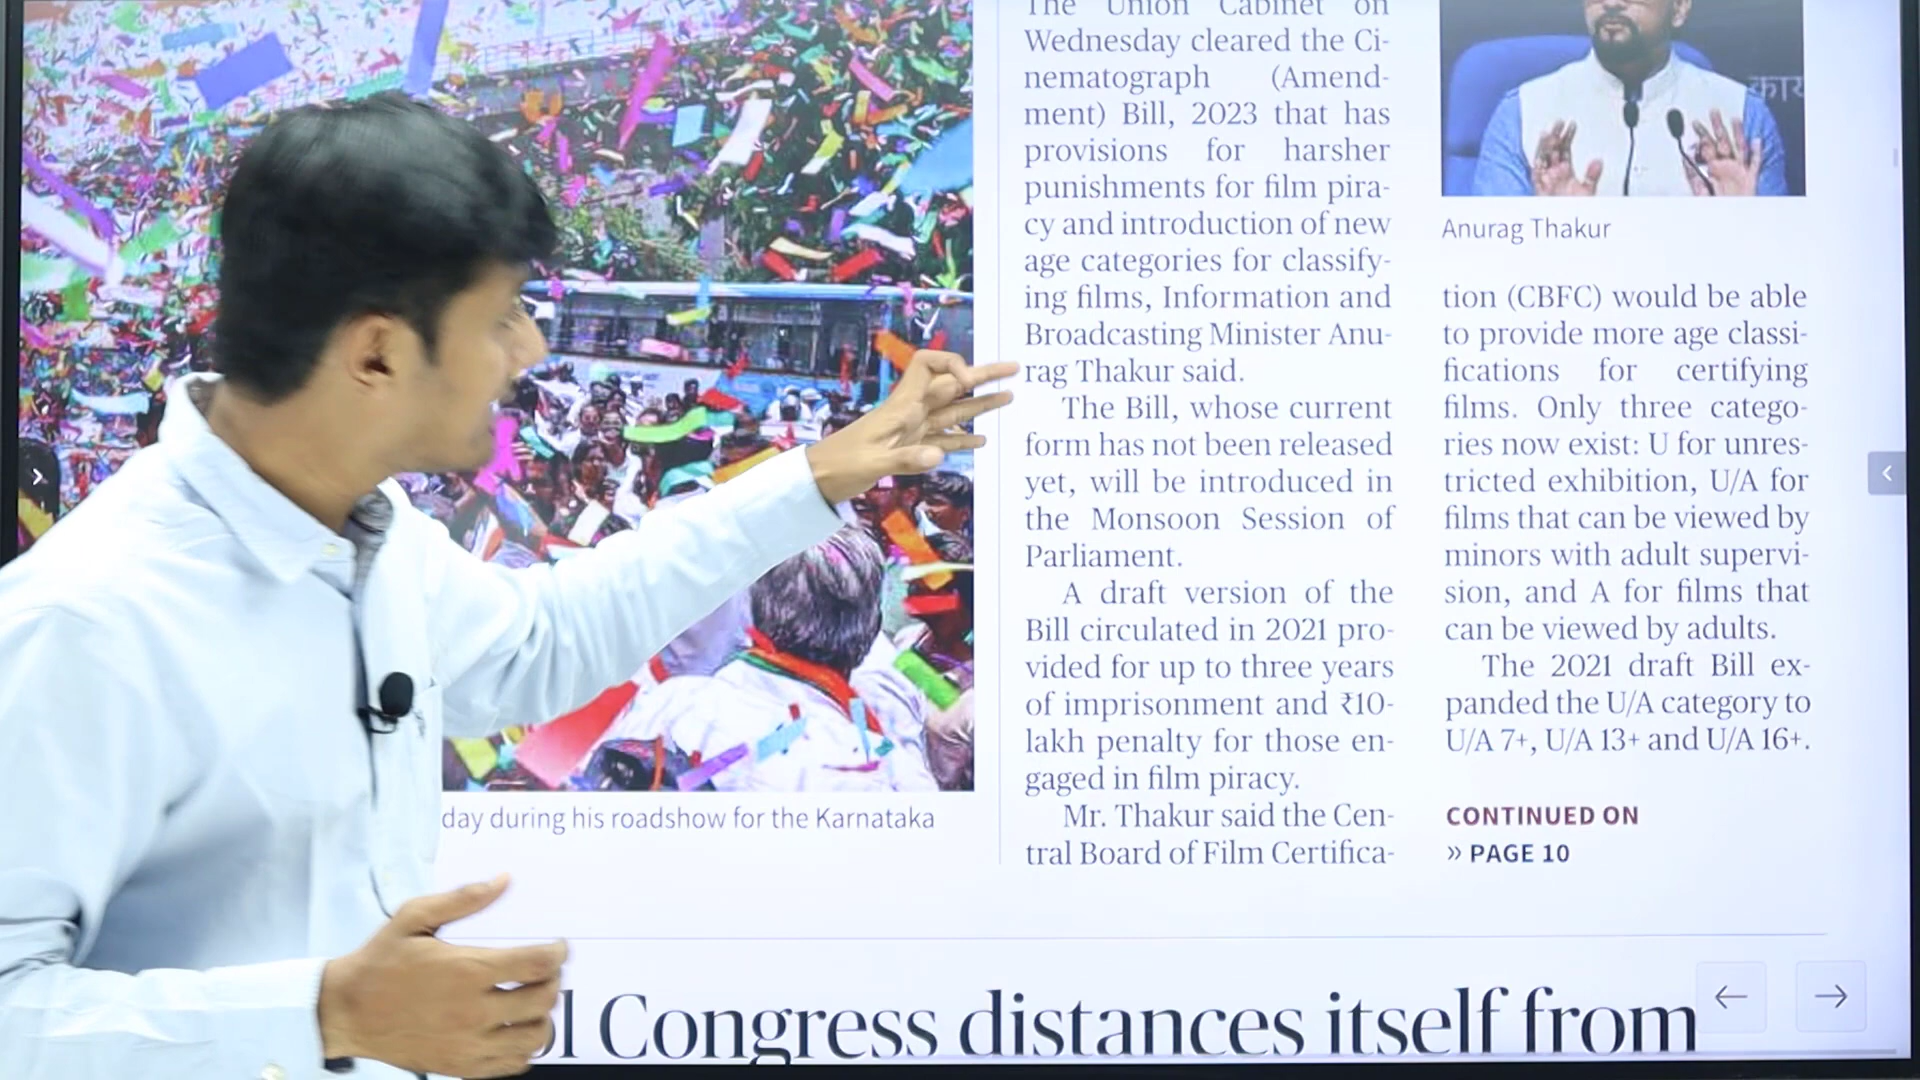 The Union Cabinet on
Wednesday cleared the Ci-
nematograph (Amend-
ment) Bill, 2023 that has
provisions for harsher
punishments for film pira-
cy and introduction of new
age categories for classify-
ing films, Information and
Broadcasting Minister Anu-
rag Thakur said.
The Bill, whose current
form has not been released
yet, will be introduced in
the Monsoon Session of
Parliament.
A draft version of the
Bill circulated in 2021 pro-
vided for up to three years
of imprisonment and ₹10-
lakh penalty for those en-
gaged in film piracy.
Mr. Thakur said the Cen-
tral Board of Film Certifica-
Anurag Thakur
tion (CBFC) would be able
to provide more age classi-
fications for certifying
films. Only three catego-
ries now exist: U for unres-
tricted exhibition, U/A for
films that can be viewed by
minors with adult supervi-
sion, and A for films that
can be viewed by adults.
The 2021 draft Bill ex-
panded the U/A category to
U/A 7+, U/A 13+ and U/A 16+.
CONTINUED ON
» PAGE 10
day during his roadshow for the Karnataka
Congress distances itself from